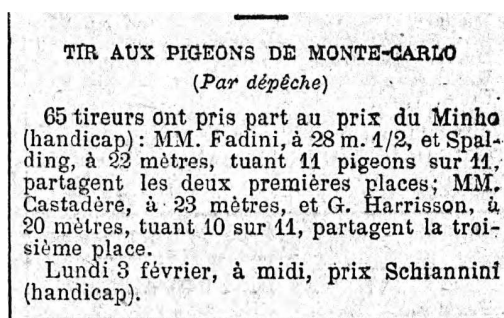 TIR AUX PIGEONS DE MONTE-CARLO
(Par dépêche)
65 tireurs ont pris part au prix du Minho
(handicap) : MM. Fadini, à 28 m. 1/2, et Spal-
ding, à 22 mètres, tuant 11 pigeons sur 11,
partagent les deux premières places; MM.
Castadère, à 23 mètres, et G. Harrisson, à
20 mètres, tuant 10 sur 11, partagent la troi-
sième place.
Lundi 3 février, à midi, prix Schiannini
(handicap).